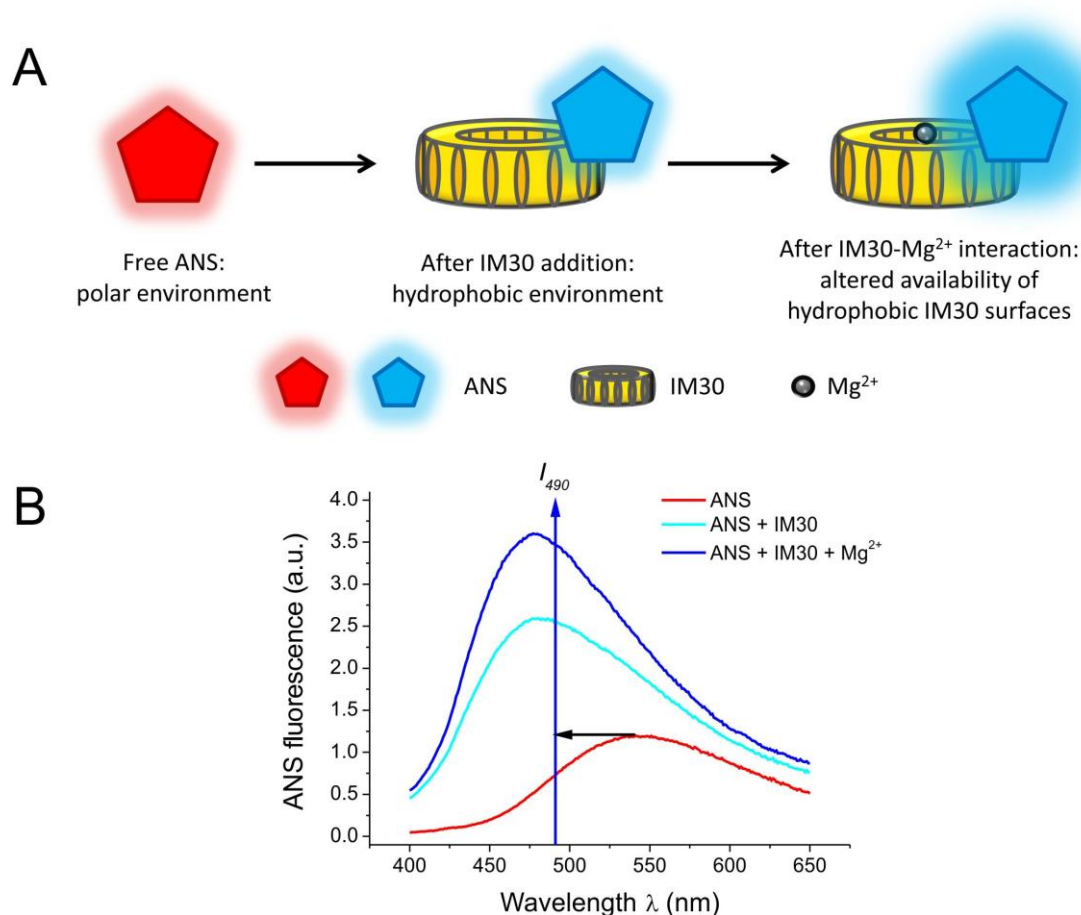 A
Free ANS:
polar environment
After IM30 addition:
hydrophobic environment
After IM30-Mg²⁺ interaction:
altered availability of
hydrophobic IM30 surfaces
ANS
IM30
Mg²⁺
B
I₄₉₀
ANS
ANS + IM30
ANS + IM30 + Mg²⁺
ANS fluorescence (a.u.)
4.0
3.5
3.0
2.5
2.0
1.5
1.0
0.5
0.0
400 450 500 550 600 650
Wavelength λ (nm)